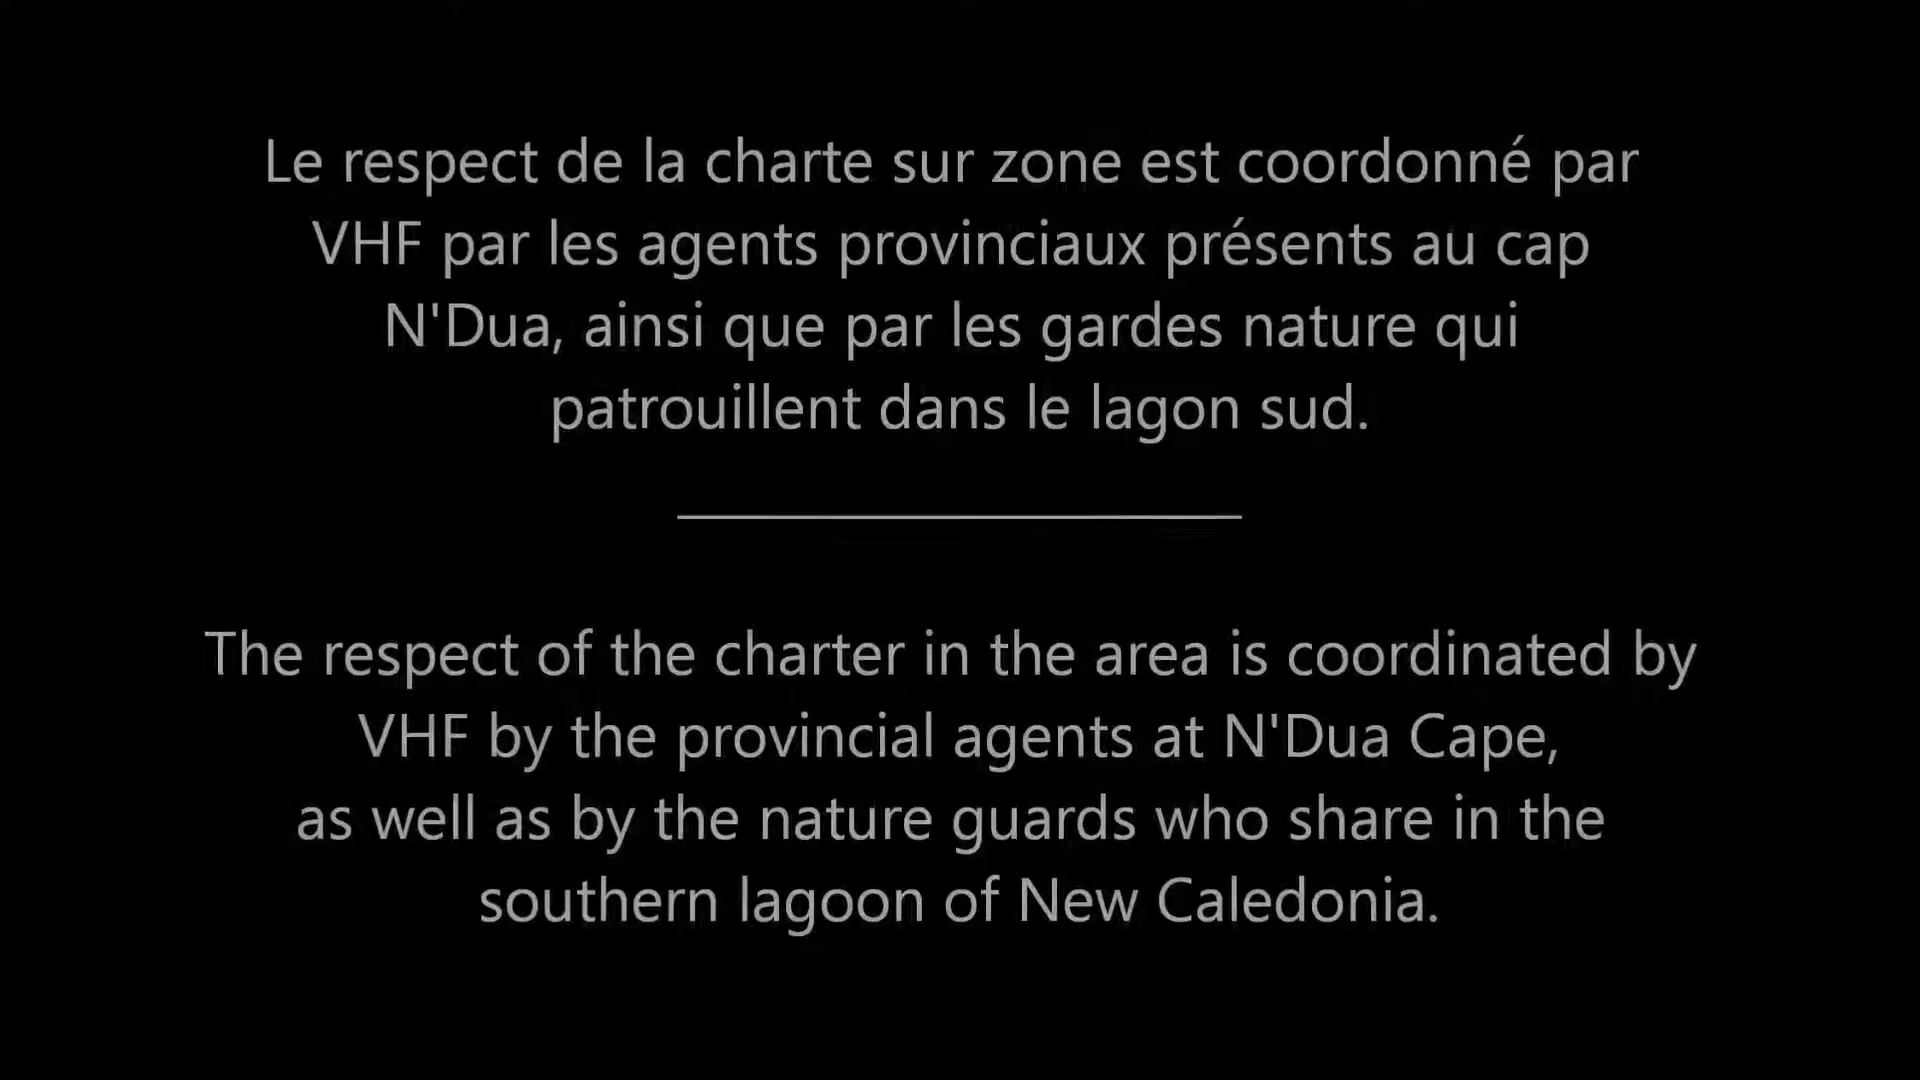 Le respect de la charte sur zone est coordonné par
VHF par les agents provinciaux présents au cap
N'Dua, ainsi que par les gardes nature qui
patrouillent dans le lagon sud.
The respect of the charter in the area is coordinated by
VHF by the provincial agents at N'Dua Cape,
as well as by the nature guards who share in the
southern lagoon of New Caledonia.